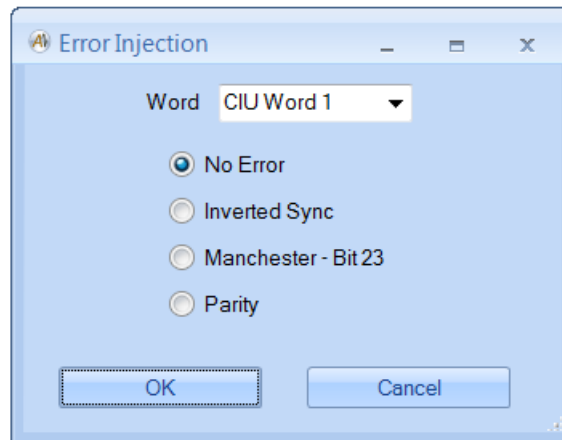 Error Injection
Word CIU Word 1
No Error
Inverted Sync
Manchester - Bit 23
Parity
OK Cancel